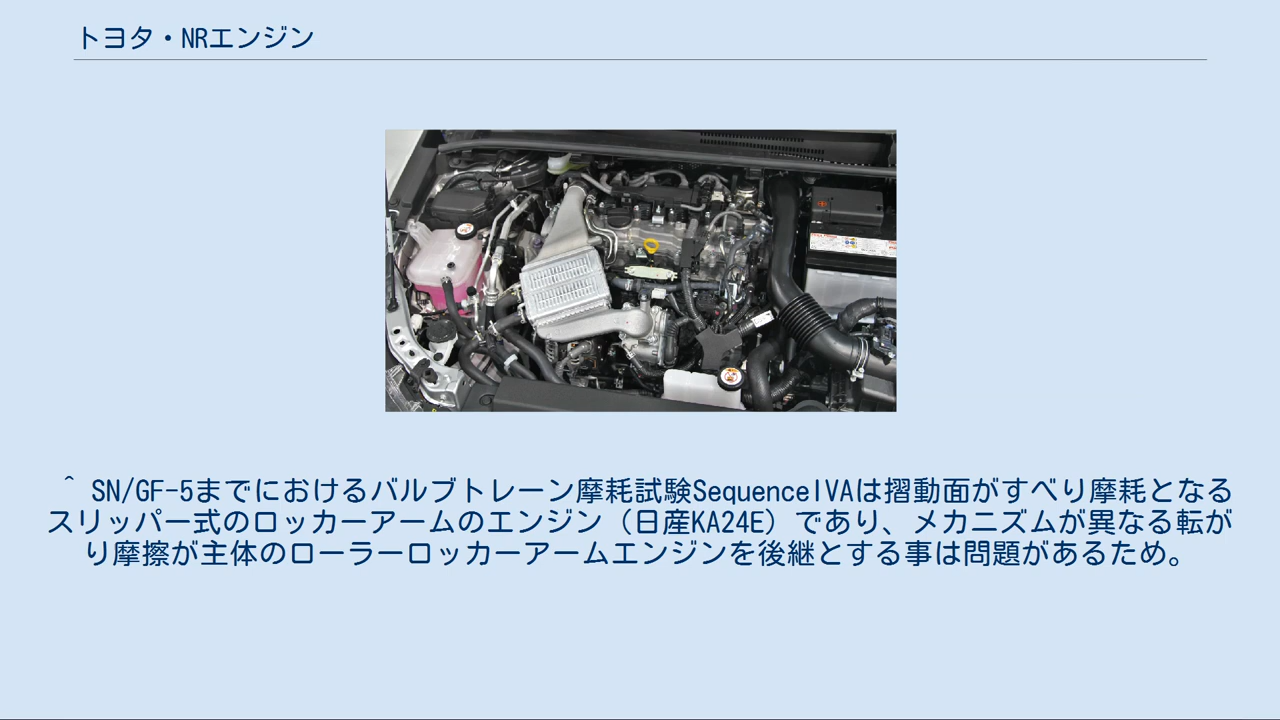 トヨタ・NRエンジン
^ SN/GF-5までにおけるバルブトレーン摩耗試験SequenceIVAは摺動面がすべり摩耗となる
スリッパー式のロッカーアームのエンジン（日産KA24E）であり、メカニズムが異なる転が
り摩擦が主体のローラーロッカーアームエンジンを後継とする事は問題があるため。